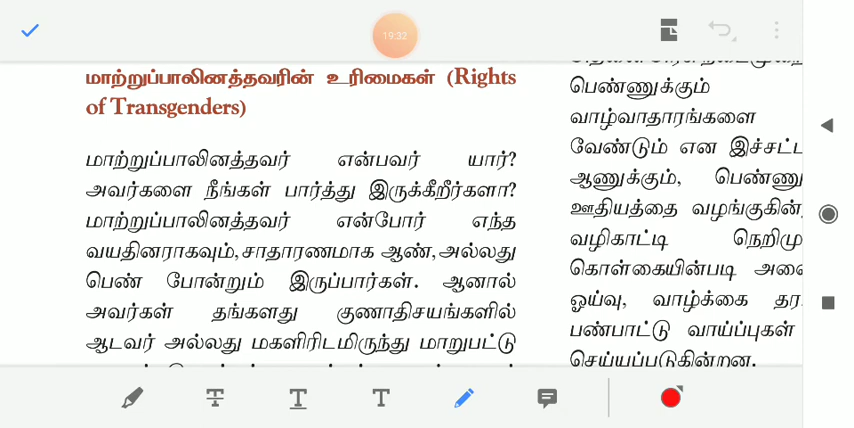 19:32
மாற்றுப்பாலினத்தவரின் உரிமைகள் (Rights
of Transgenders)
மாற்றுப்பாலினத்தவர் என்பவர் யார்?
அவர்களை நீங்கள் பார்த்து இருக்கீறீர்களா?
மாற்றுப்பாலினத்தவர் என்போர் எந்த
வயதினராகவும், சாதாரணமாக ஆண், அல்லது
பெண் போன்றும் இருப்பார்கள். ஆனால்
அவர்கள் தங்களது குணாதிசயங்களில்
ஆடவர் அல்லது மகளிரிடமிருந்து மாறுபட்டு
பெண்ணுக்கும்
வாழ்வாதாரங்களை
வேண்டும் என இச்சட்ட
ஆணுக்கும், பெண்ணு
ஊதியத்தை வழங்குகின்
வழிகாட்டி நெறிமு
கொள்கையின்படி அனை
ஓய்வு, வாழ்க்கை தர
பண்பாட்டு வாய்ப்புகள்
செய்யப்படுகின்றன.
T T T